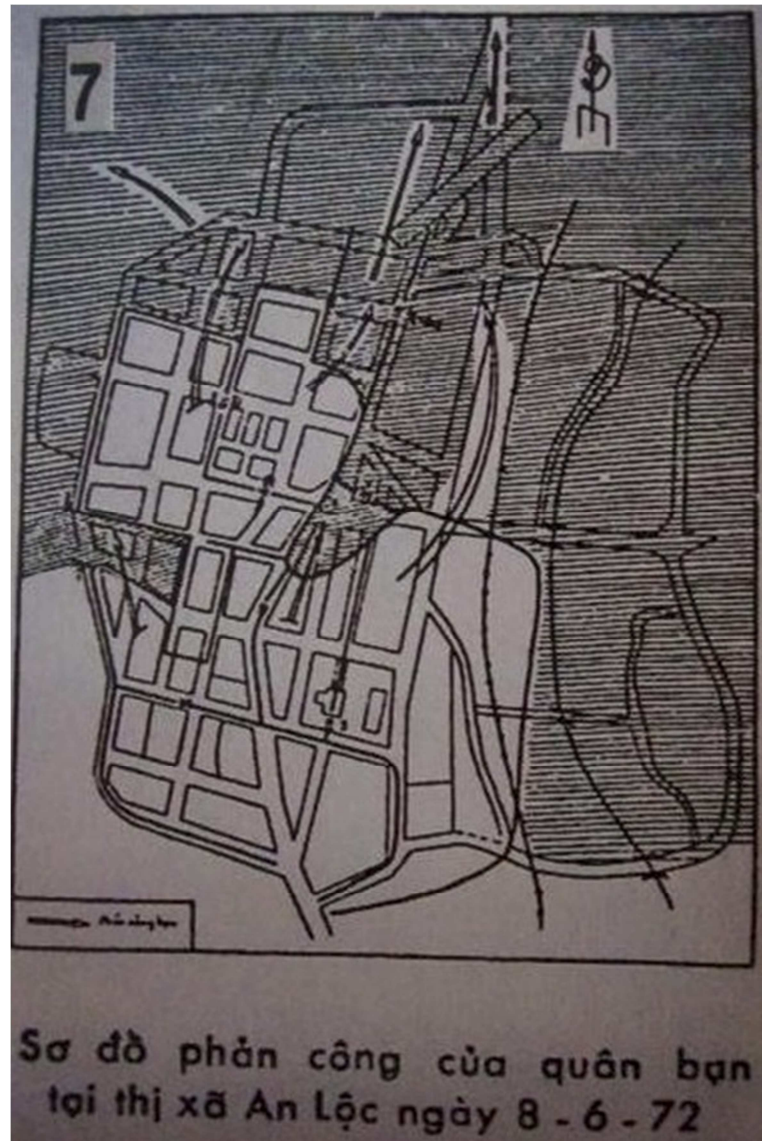 7
Sơ đồ phản công của quân bạn
tại thị xã An Lộc ngày 8 - 6 - 72